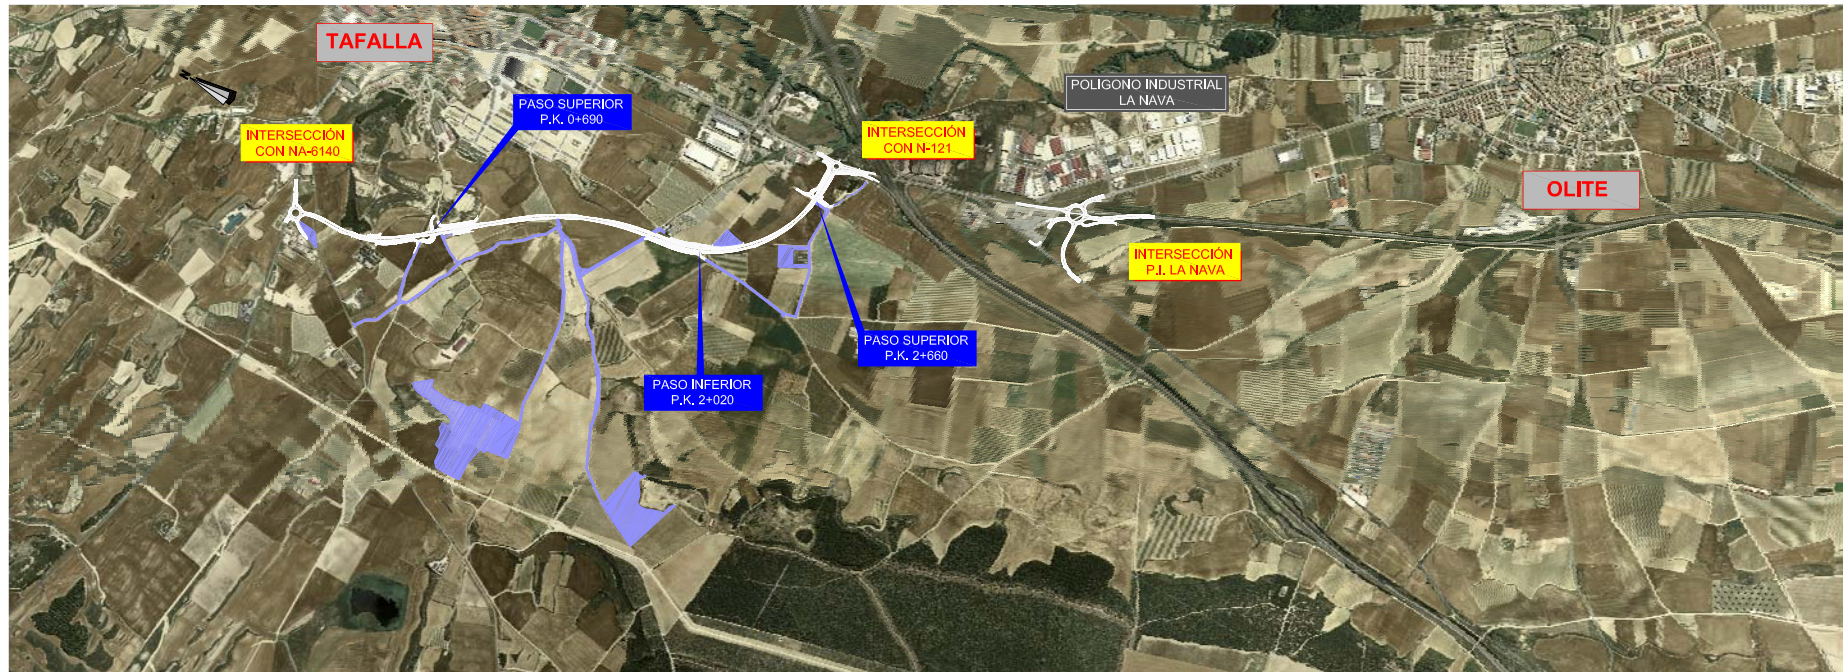 TAFALLA
POLÍGONO INDUSTRIAL
LA NAVA
PASO SUPERIOR
P.K. 0+690
INTERSECCIÓN
CON NA-6140
INTERSECCIÓN
CON N-121
OLITE
INTERSECCIÓN
P.I. LA NAVA
PASO SUPERIOR
P.K. 2+660
PASO INFERIOR
P.K. 2+020
N